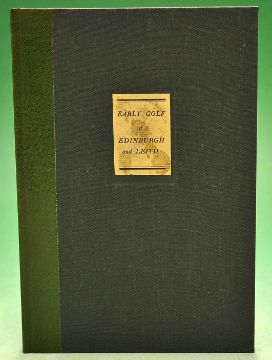 EARLY GOLF
at
EDINBURGH
and LEITH